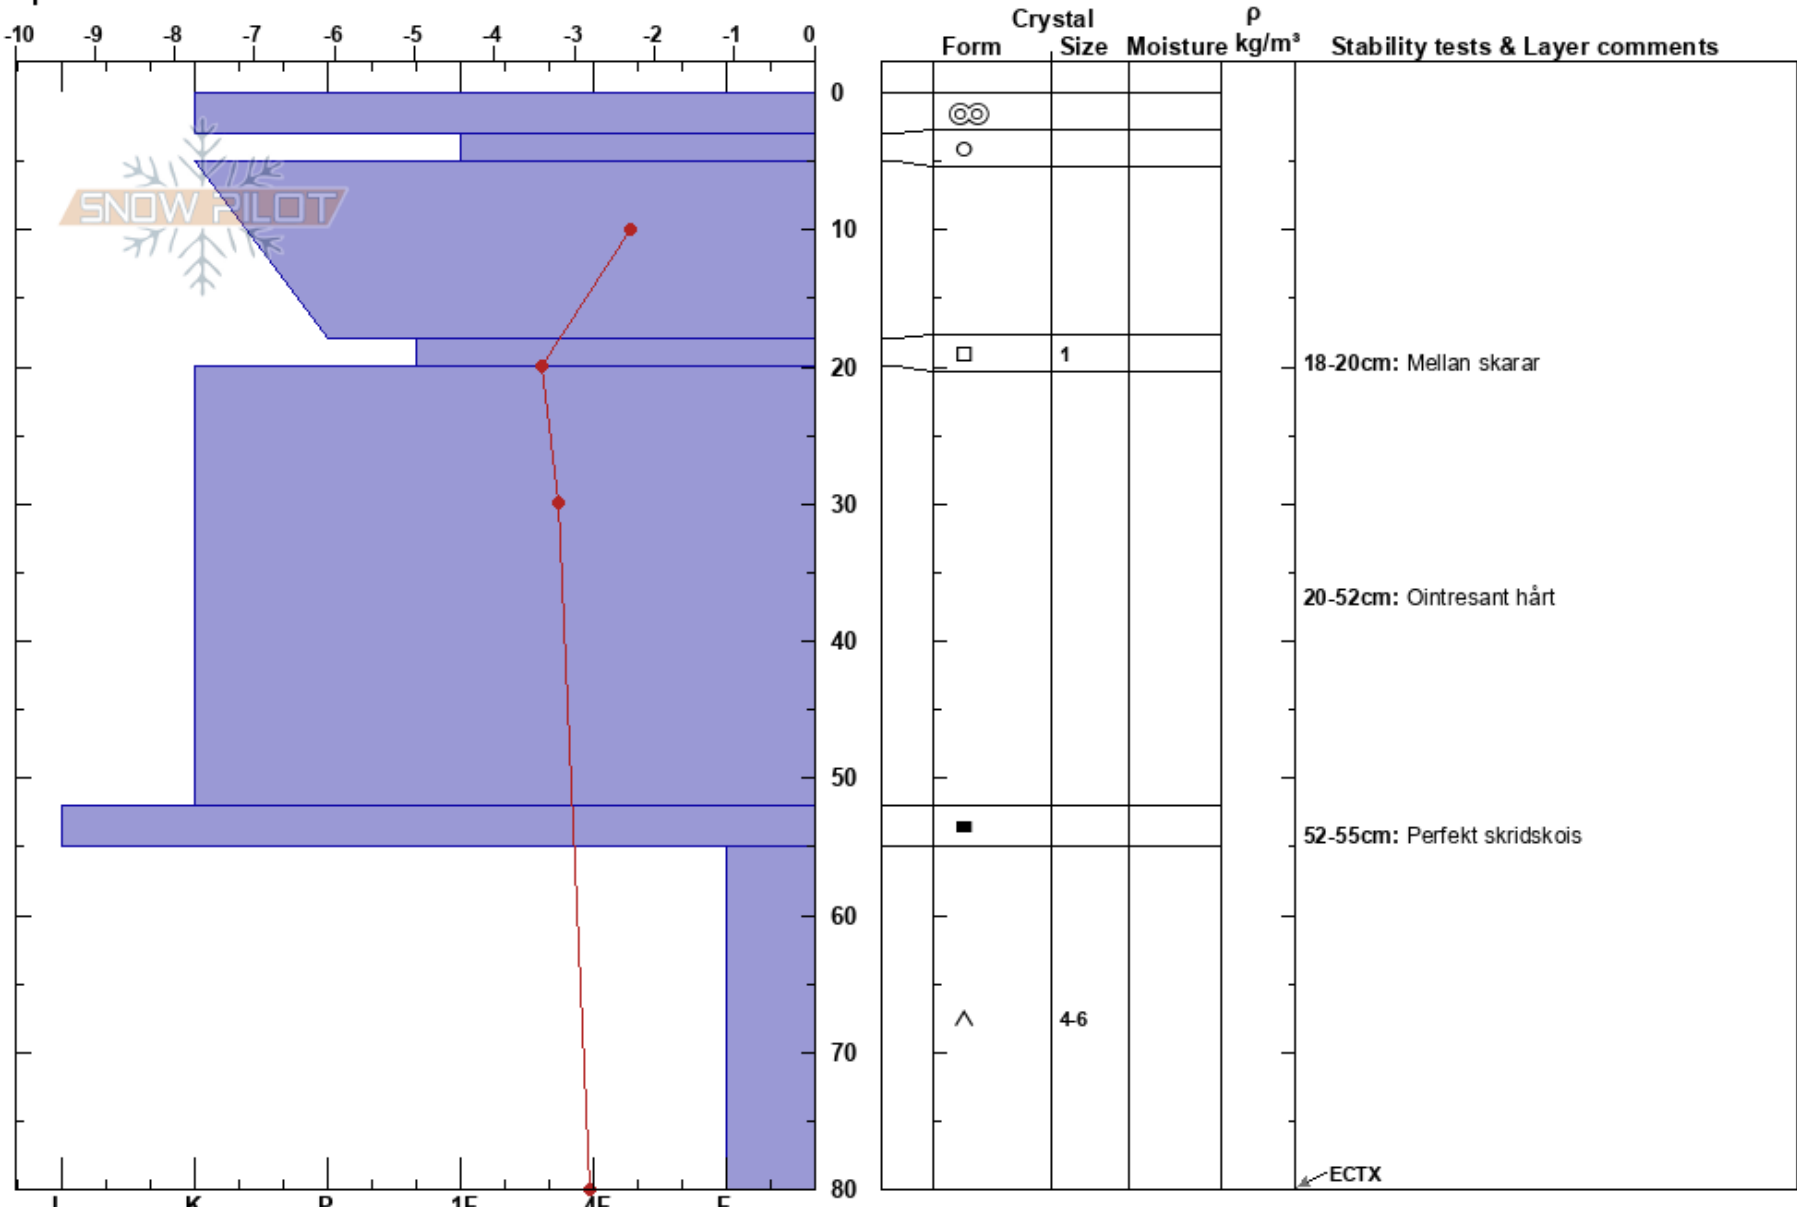 Crystal ρ
-10 -9 -8 -7 -6 -5 -4 -3 -2 -1 0 Form Size Moisture kg/m³ Stability tests & Layer comments
0
SNOW PILOT
10
1
20
18-20cm: Mellan skarar
30
20-52cm: Ointresant hårt
40
50
52-55cm: Perfekt skridskois
60
4-6
70
ECTX
80
K P 1F 4F F